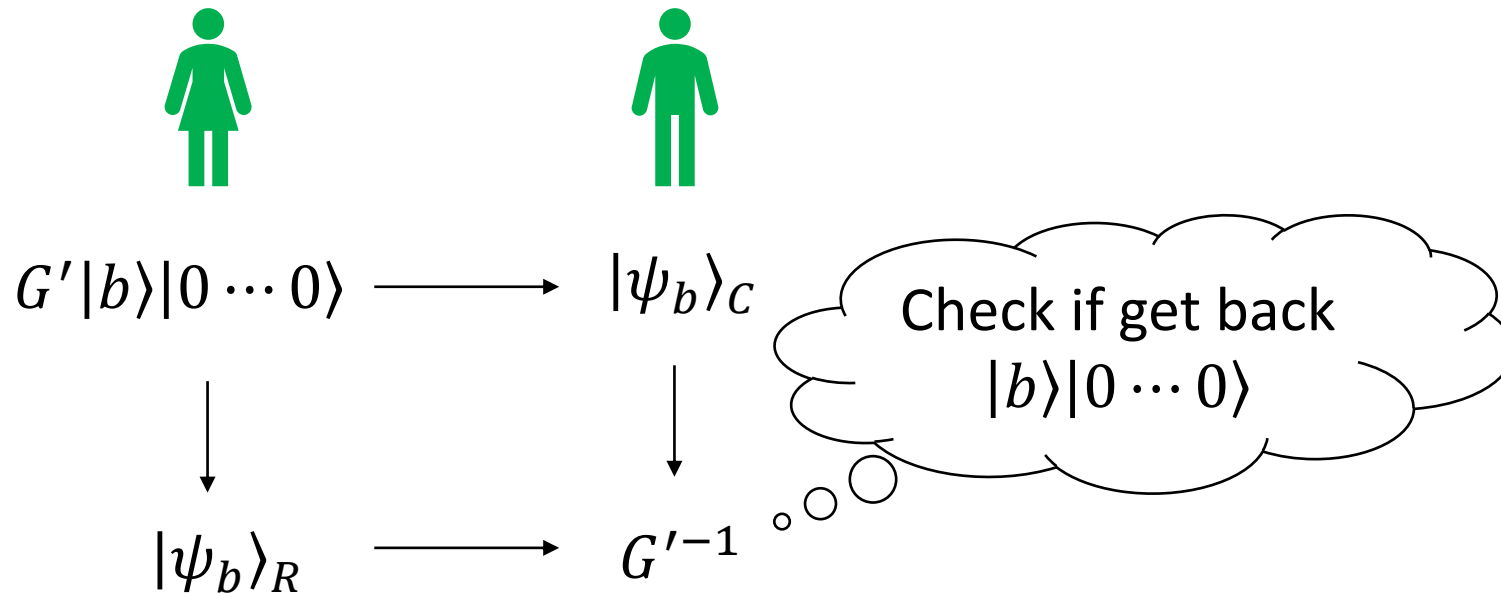 G′|b⟩|0 ⋯ 0⟩
|ψ_b⟩_C
Check if get back
|b⟩|0 ⋯ 0⟩
|ψ_b⟩_R
G′⁻¹